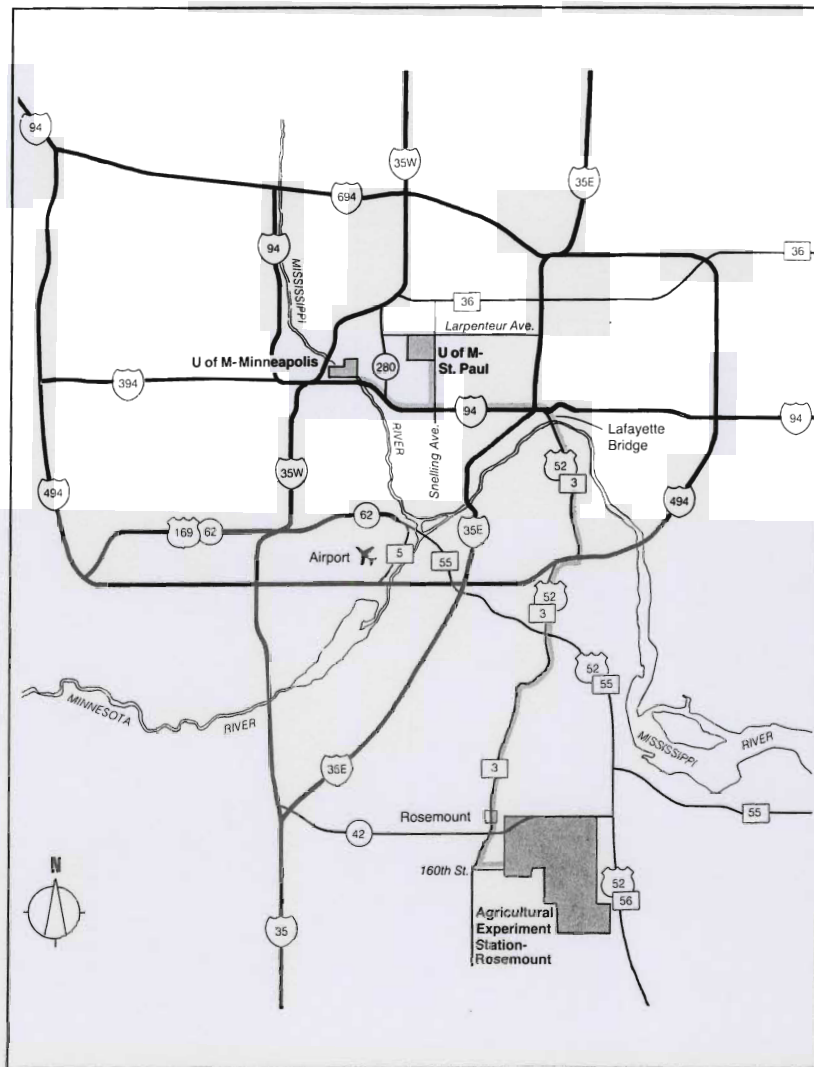 94
35W
35E
694
94
MISSISSIPPI
36
36
Larpenteur Ave.
U of M-Minneapolis
280
U of M-
St. Paul
394
94
94
RIVER
Snelling Ave.
Lafayette
Bridge
35W
52
3
494
494
169
62
62
35E
Airport
5
55
52
3
52
55
MINNESOTA
RIVER
MISSISSIPPI
RIVER
3
35E
Rosemount
55
42
160th St.
N
52
56
Agricultural
Experiment
Station-
Rosemount
35